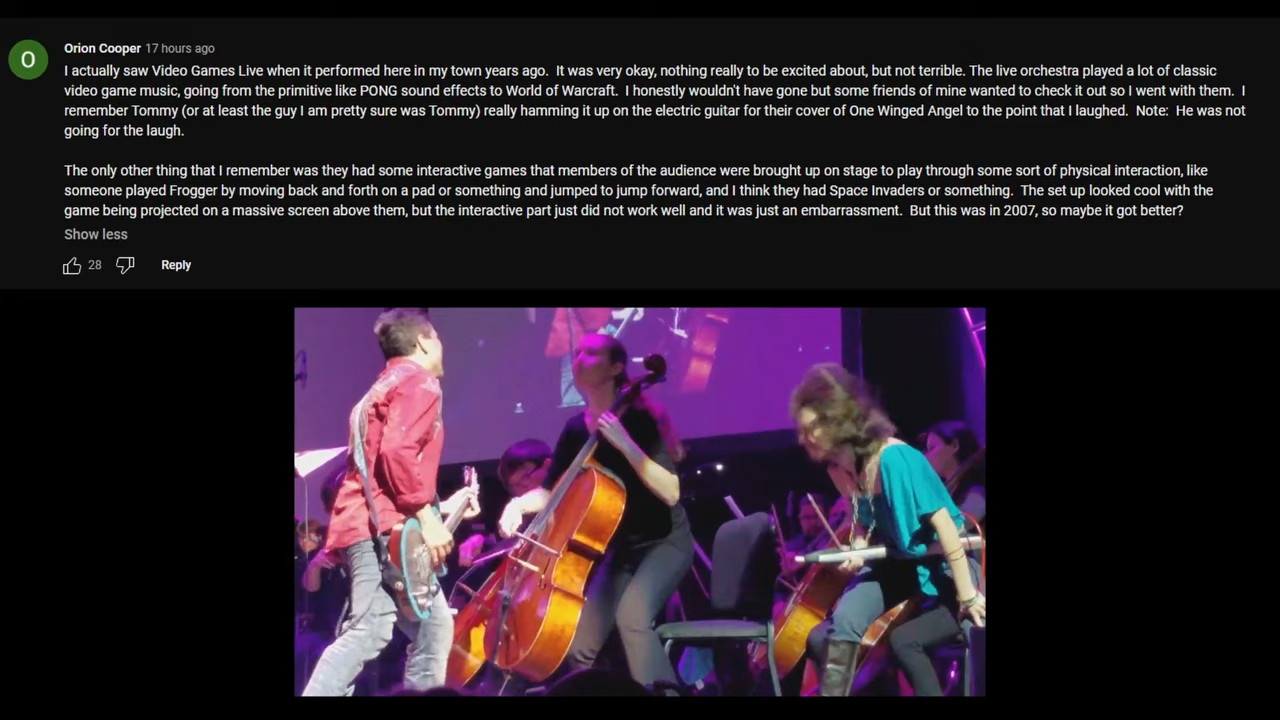 Orion Cooper 17 hours ago
I actually saw Video Games Live when it performed here in my town years ago.  It was very okay, nothing really to be excited about, but not terrible. The live orchestra played a lot of classic
video game music, going from the primitive like PONG sound effects to World of Warcraft.  I honestly wouldn't have gone but some friends of mine wanted to check it out so I went with them.  I
remember Tommy (or at least the guy I am pretty sure was Tommy) really hamming it up on the electric guitar for their cover of One Winged Angel to the point that I laughed.  Note:  He was not
going for the laugh.
The only other thing that I remember was they had some interactive games that members of the audience were brought up on stage to play through some sort of physical interaction, like
someone played Frogger by moving back and forth on a pad or something and jumped to jump forward, and I think they had Space Invaders or something.  The set up looked cool with the
game being projected on a massive screen above them, but the interactive part just did not work well and it was just an embarrassment.  But this was in 2007, so maybe it got better?
Show less
28 Reply
O